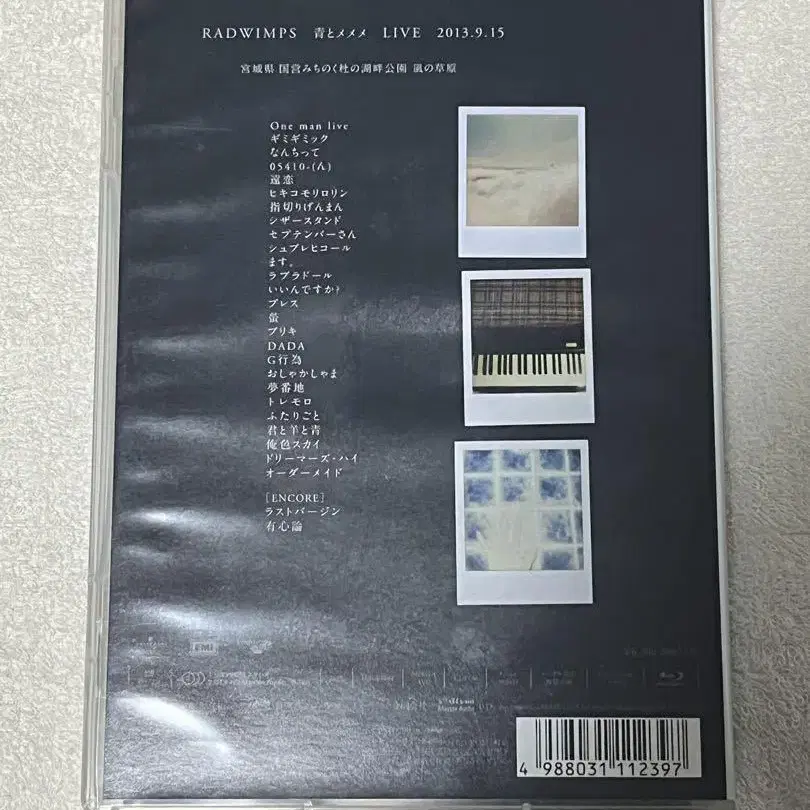 RADWIMPS 青とメメメ LIVE 2013.9.15
宮城県 国営みちのく杜の湖畔公園 風の草原
One man live
ギミギミック
なんちって
05410-(ん)
遠恋
ヒキコモリロリン
指切りげんまん
シザースタンド
セプテンバーさん
シュプレヒコール
ます。
ラブラドール
いいんですか?
ブレス
螢
ブリキ
DADA
G行為
おしゃかしゃま
夢番地
トレモロ
ふたりごと
君と羊と青
俺色スカイ
ドリーマーズ・ハイ
オーダーメイド
[ENCORE]
ラストバージン
有心論
EMI
4 988031 112397